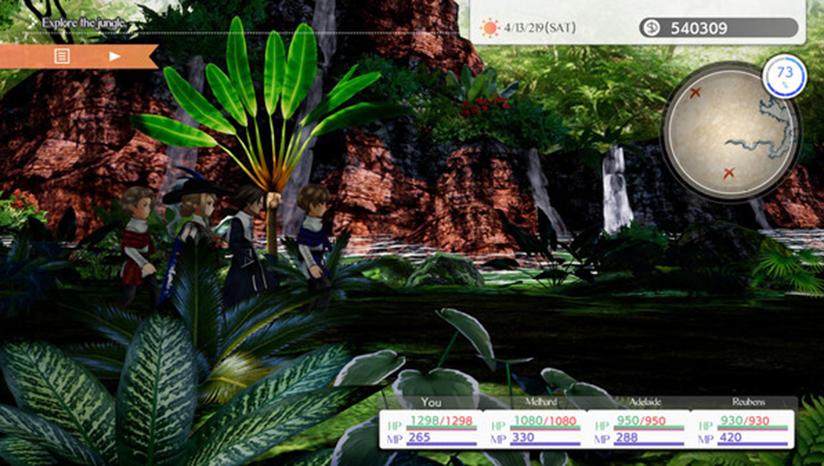 Explore the jungle.
4/13/219(SAT)
540309
73
%
You
Melhard
Adelaide
Reubens
HP 1298/1298
HP 1080/1080
HP 950/950
HP 930/930
MP 265
MP 330
MP 288
MP 420